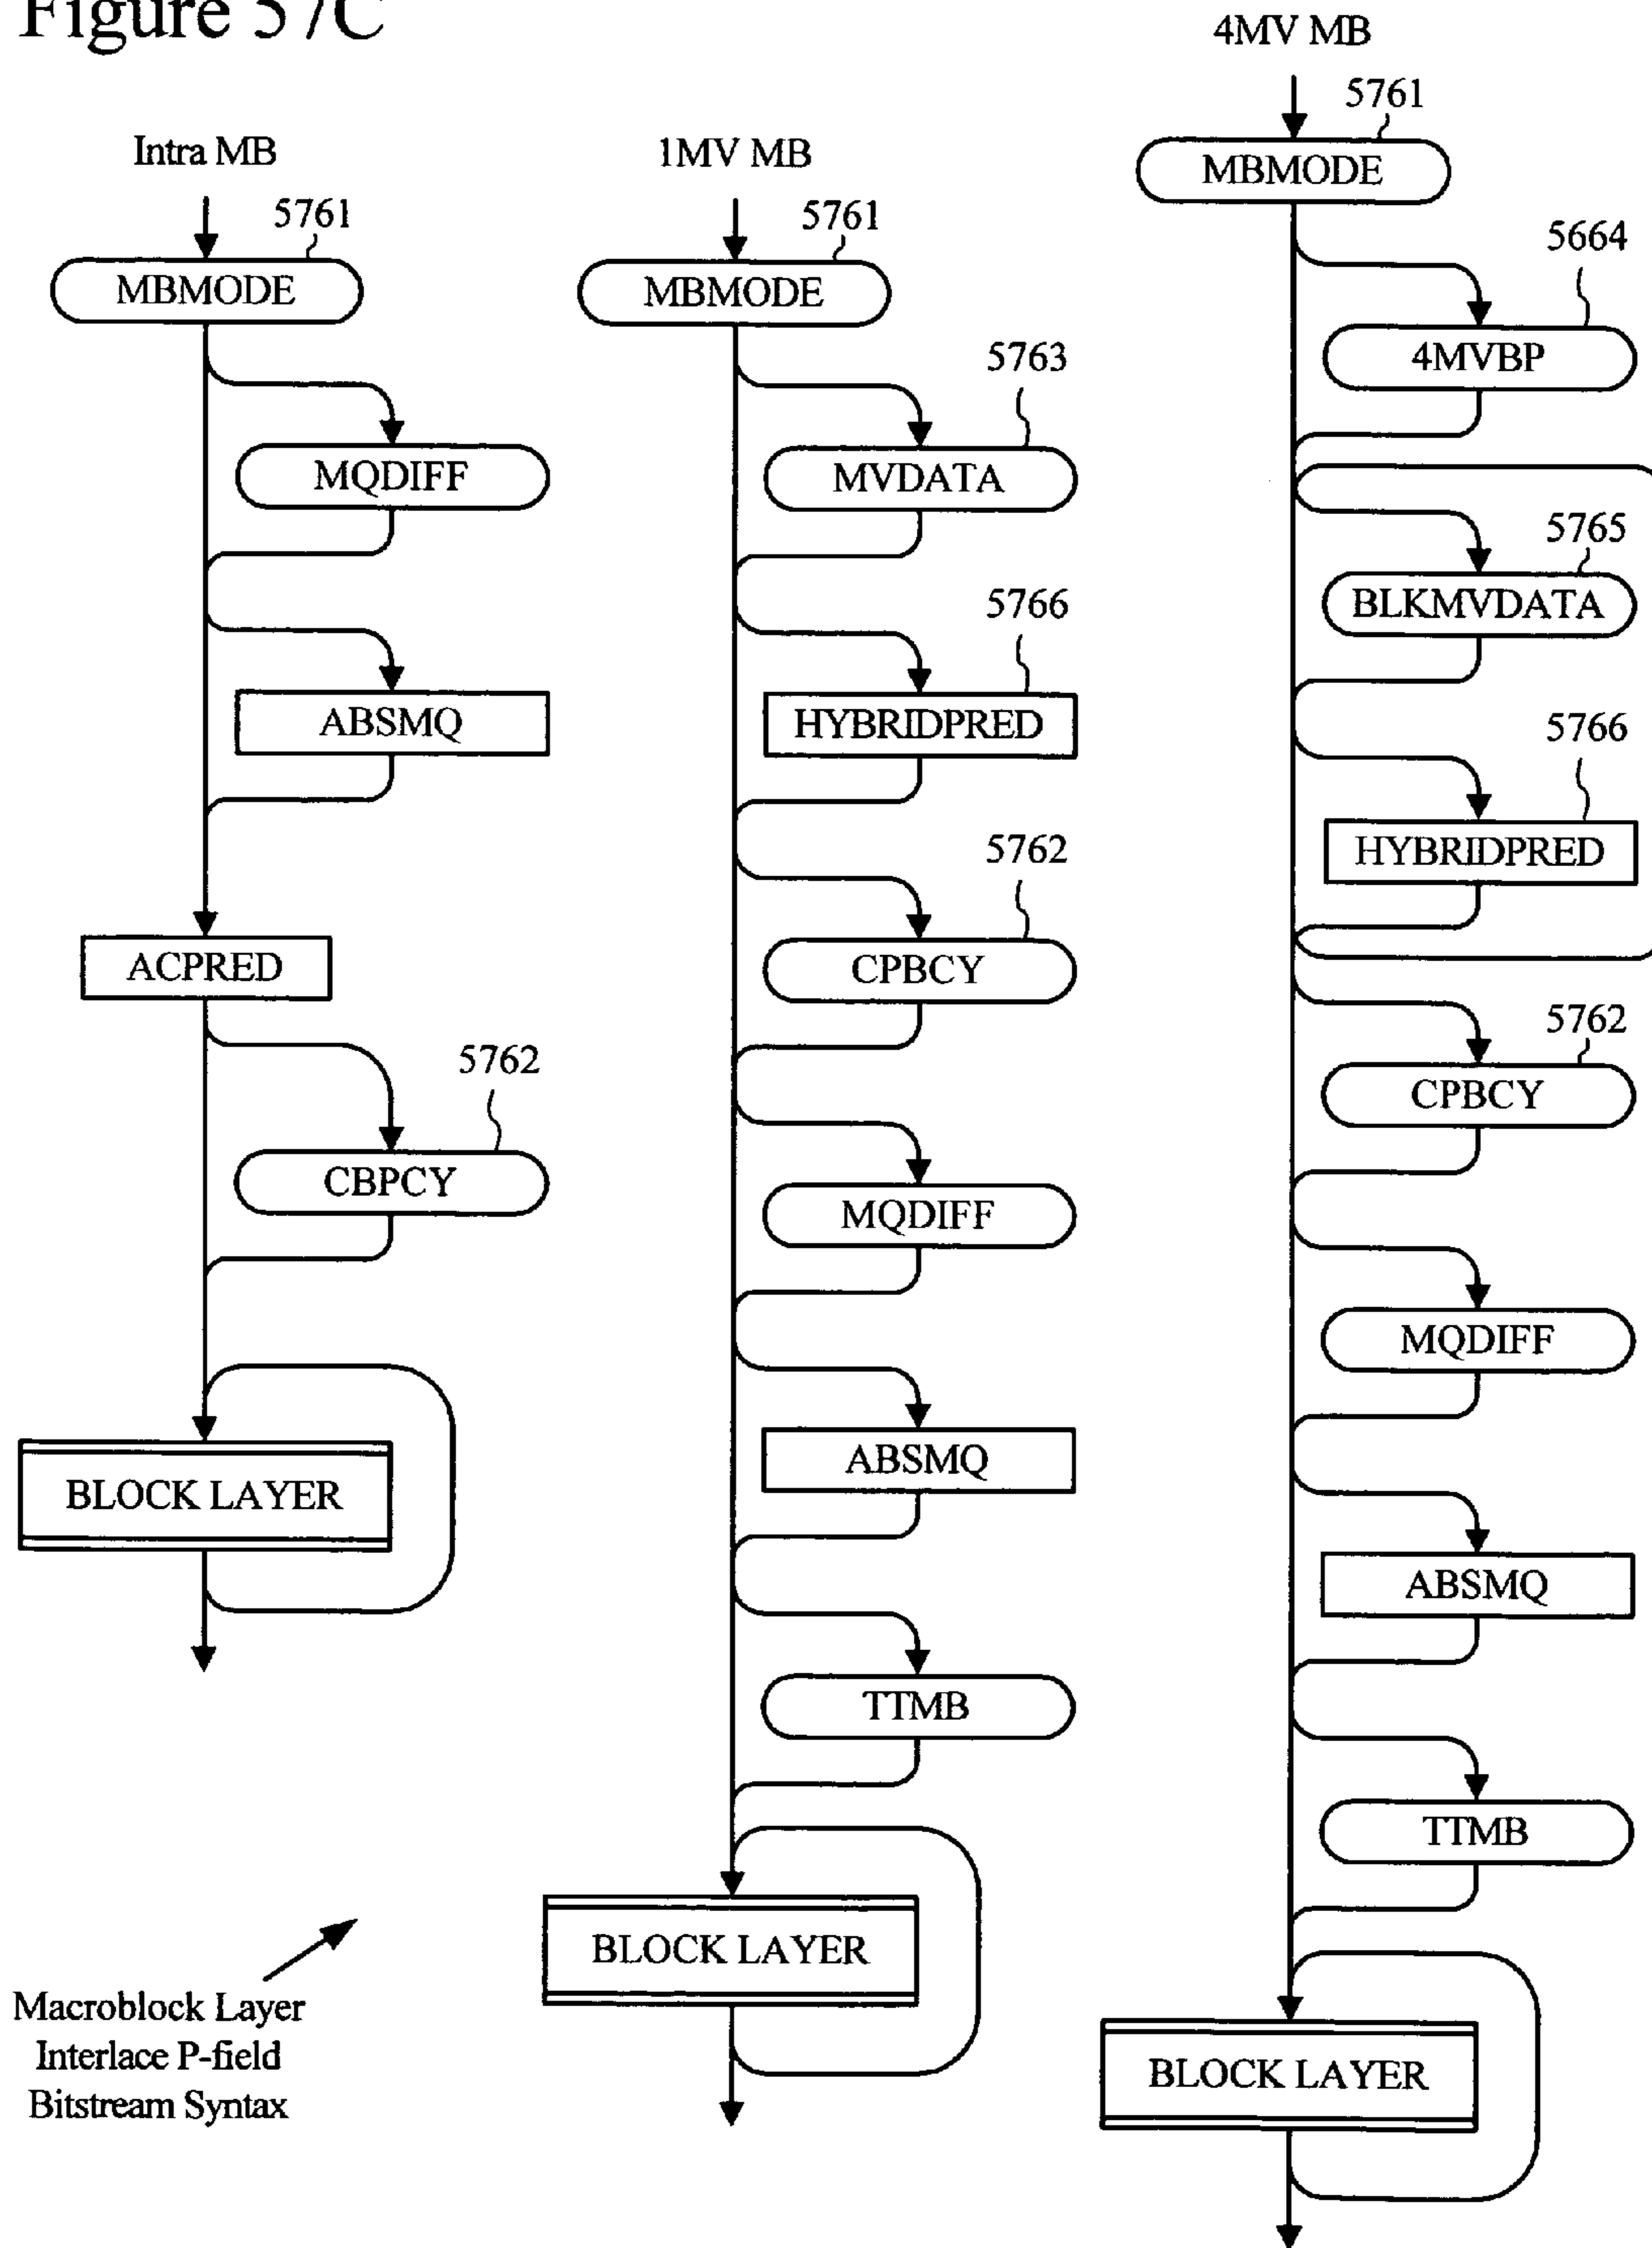 Figure 57C
Intra MB
5761
MBMODE
MQDIFF
ABSMQ
ACPRED
5762
CBPCY
BLOCK LAYER
1MV MB
5761
MBMODE
5763
MVDATA
5766
HYBRIDPRED
5762
CPBCY
MQDIFF
ABSMQ
TTMB
BLOCK LAYER
4MV MB
5761
MBMODE
5664
4MVBP
5765
BLKMVDATA
5766
HYBRIDPRED
5762
CPBCY
MQDIFF
ABSMQ
TTMB
BLOCK LAYER
Macroblock Layer
Interlace P-field
Bitstream Syntax